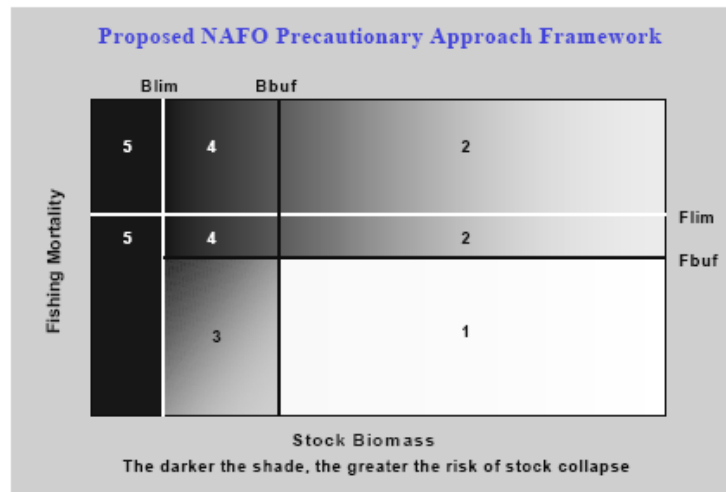 Proposed NAFO Precautionary Approach Framework
Blim Bbuf
5 4 2
Flim
5 4 2
Fbuf
Fishing Mortality
3 1
Stock Biomass
The darker the shade, the greater the risk of stock collapse